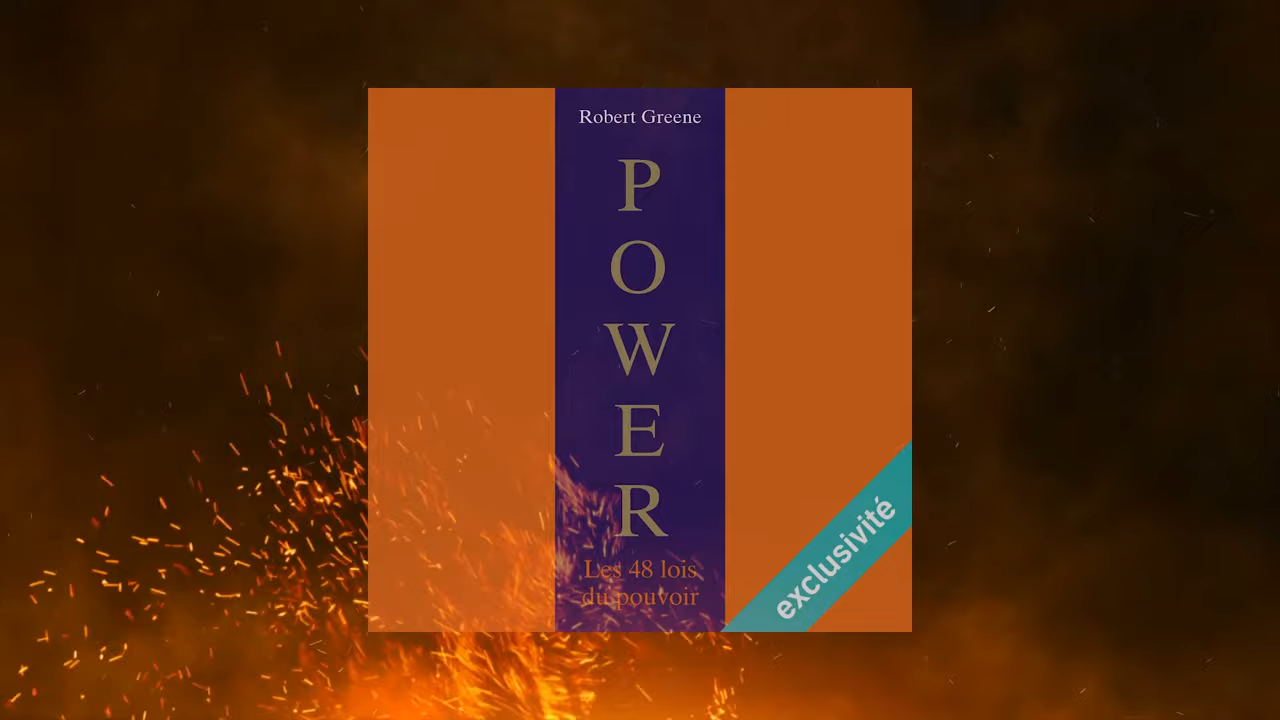 Robert Greene
P
O
W
E
R
Les 48 lois
du pouvoir
exclusivité